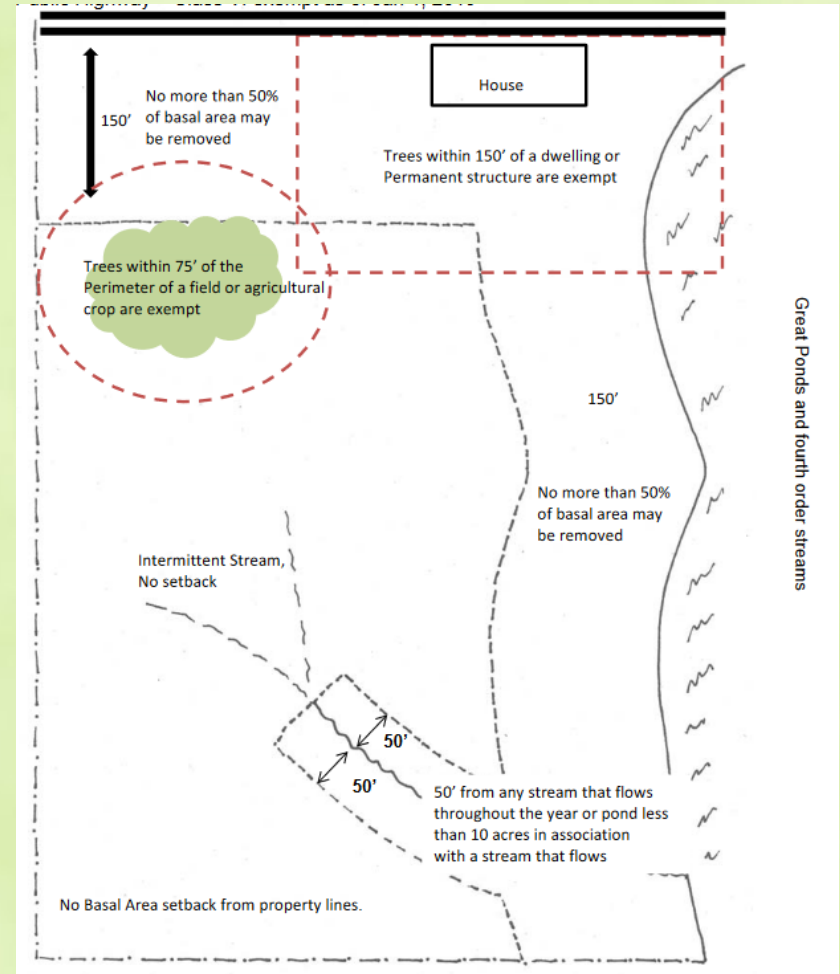 House
No more than 50%
150' of basal area may
be removed
Trees within 150' of a dwelling or
Permanent structure are exempt
Trees within 75' of the
Perimeter of a field or agricultural
crop are exempt
Great Ponds and fourth order streams
150'
No more than 50%
of basal area may
be removed
Intermittent Stream,
No setback
50'
50'
50' from any stream that flows
throughout the year or pond less
than 10 acres in association
with a stream that flows
No Basal Area setback from property lines.